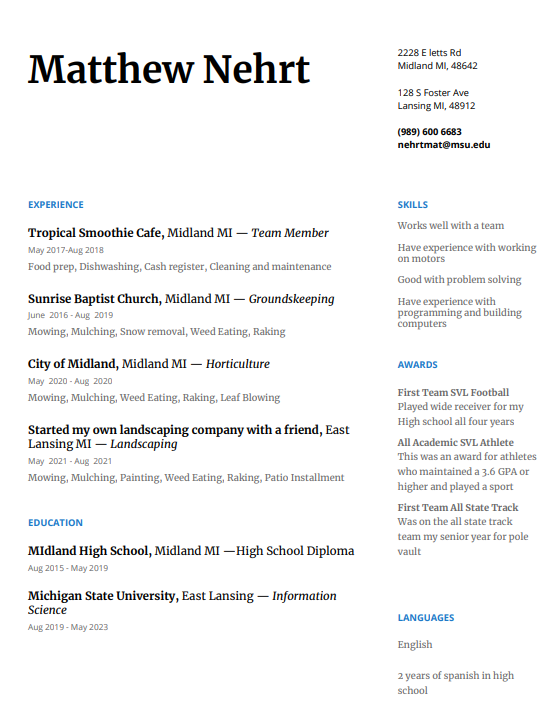 Matthew Nehrt
2228 E letts Rd
Midland MI, 48642
128 S Foster Ave
Lansing MI, 48912
(989) 600 6683
nehrtmat@msu.edu
EXPERIENCE
Tropical Smoothie Cafe, Midland MI — Team Member
May 2017-Aug 2018
Food prep, Dishwashing, Cash register, Cleaning and maintenance
Sunrise Baptist Church, Midland MI — Groundskeeping
June 2016 - Aug 2019
Mowing, Mulching, Snow removal, Weed Eating, Raking
City of Midland, Midland MI — Horticulture
May 2020 - Aug 2020
Mowing, Mulching, Weed Eating, Raking, Leaf Blowing
Started my own landscaping company with a friend, East
Lansing MI — Landscaping
May 2021 - Aug 2021
Mowing, Mulching, Painting, Weed Eating, Raking, Patio Installment
EDUCATION
MIdland High School, Midland MI —High School Diploma
Aug 2015 - May 2019
Michigan State University, East Lansing — Information
Science
Aug 2019 - May 2023
SKILLS
Works well with a team
Have experience with working
on motors
Good with problem solving
Have experience with
programming and building
computers
AWARDS
First Team SVL Football
Played wide receiver for my
High school all four years
All Academic SVL Athlete
This was an award for athletes
who maintained a 3.6 GPA or
higher and played a sport
First Team All State Track
Was on the all state track
team my senior year for pole
vault
LANGUAGES
English
2 years of spanish in high
school